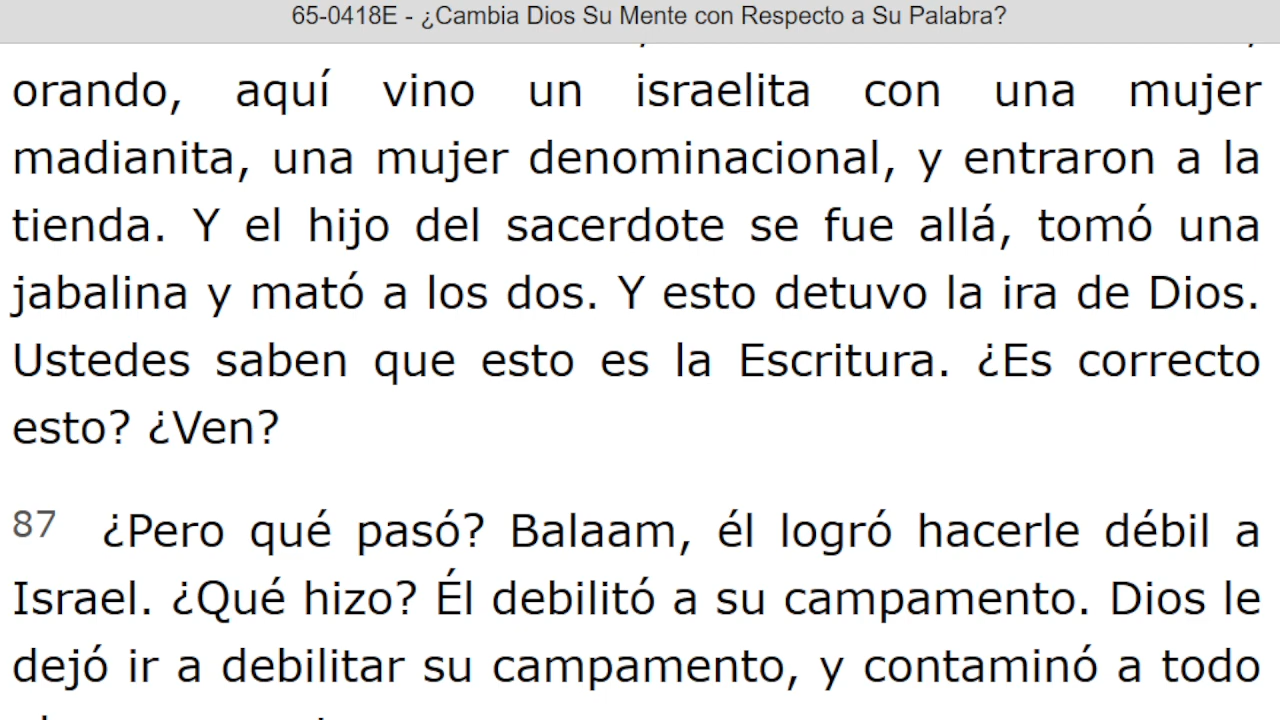 65-0418E - ¿Cambia Dios Su Mente con Respecto a Su Palabra?
orando, aquí vino un israelita con una mujer
madianita, una mujer denominacional, y entraron a la
tienda. Y el hijo del sacerdote se fue allá, tomó una
jabalina y mató a los dos. Y esto detuvo la ira de Dios.
Ustedes saben que esto es la Escritura. ¿Es correcto
esto? ¿Ven?
87 ¿Pero qué pasó? Balaam, él logró hacerle débil a
Israel. ¿Qué hizo? Él debilitó a su campamento. Dios le
dejó ir a debilitar su campamento, y contaminó a todo